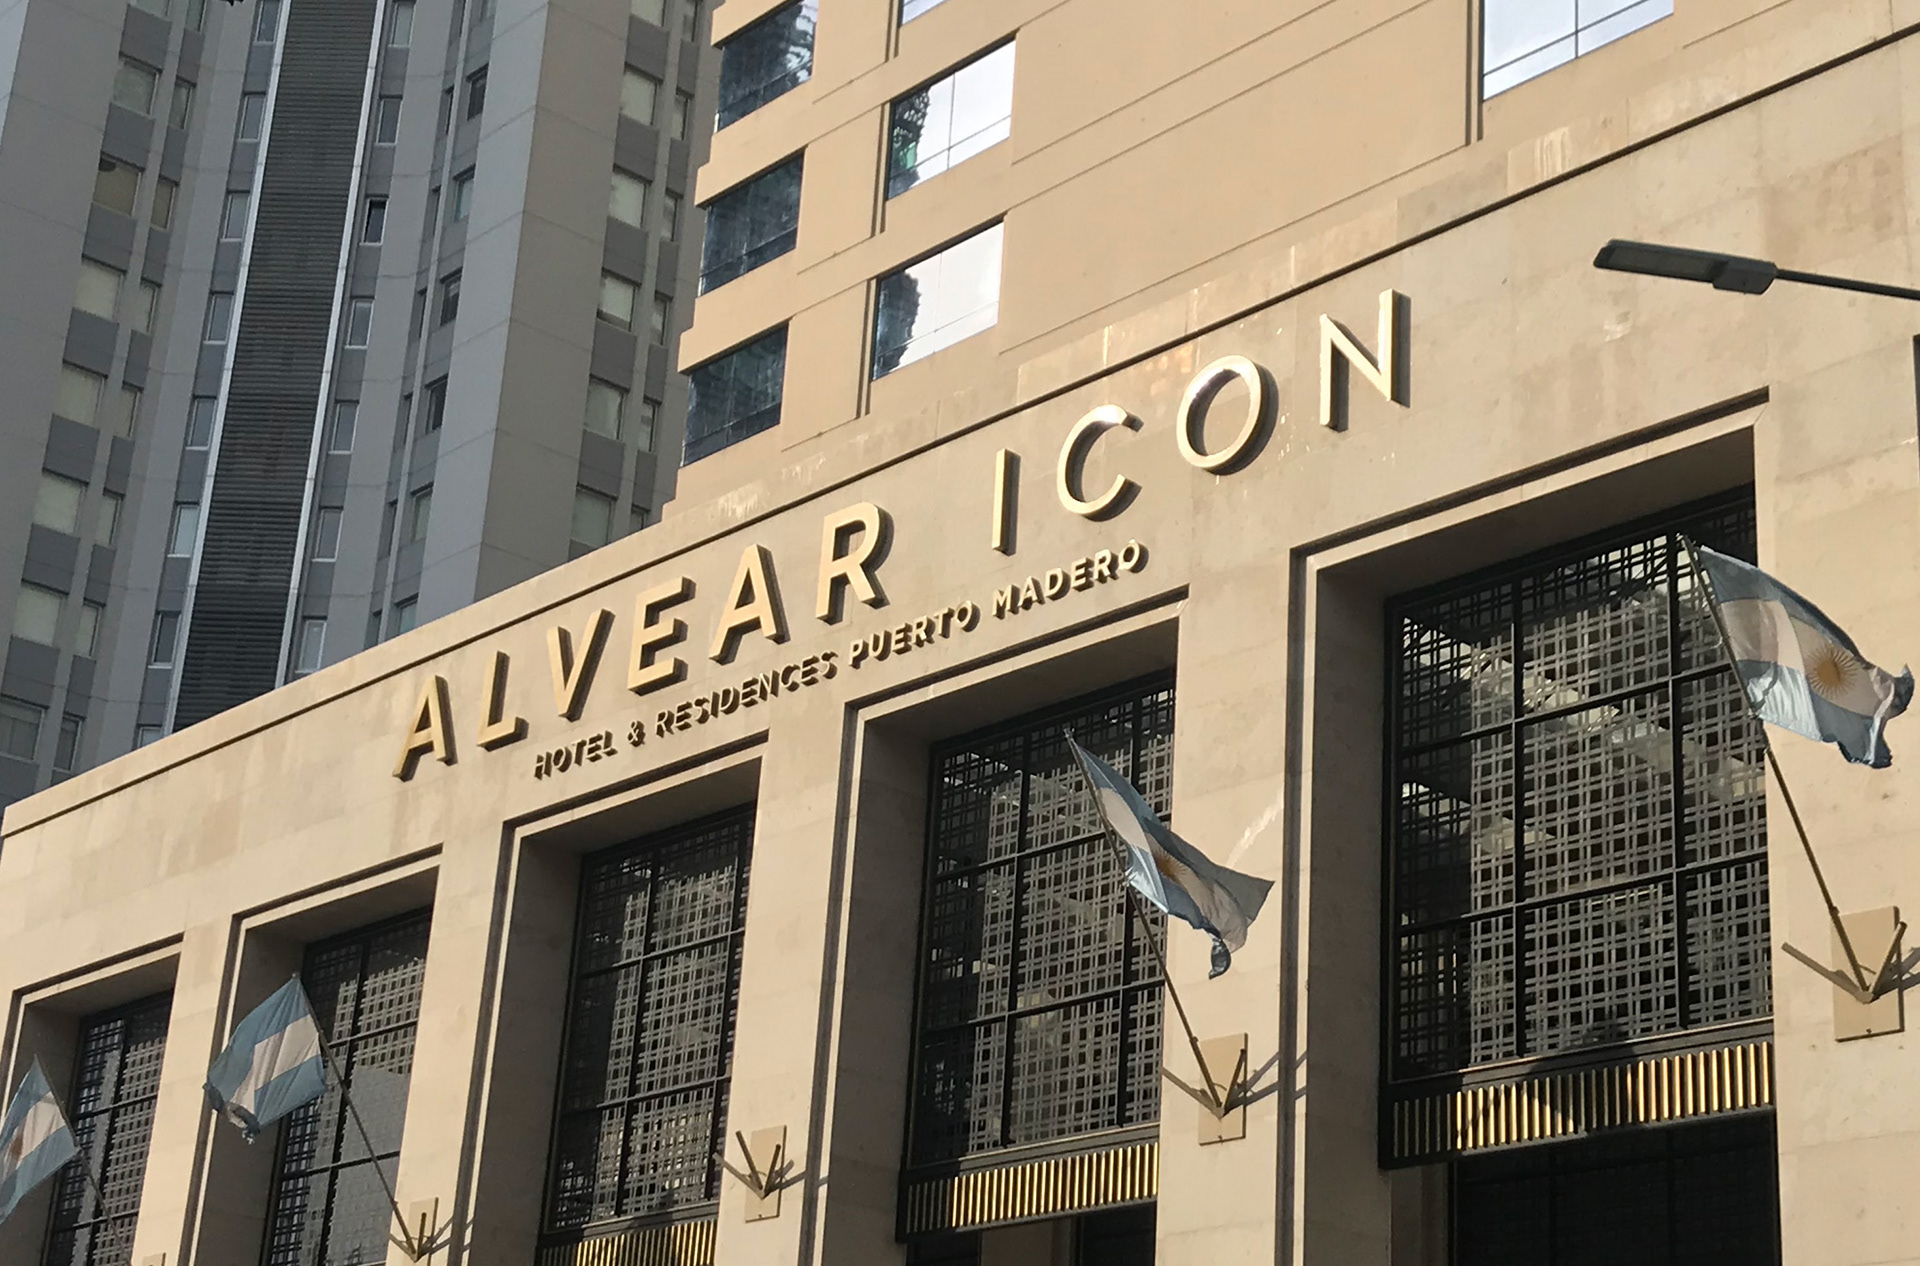 ALVEAR ICON
HOTEL & RESIDENCES PUERTO MADERO